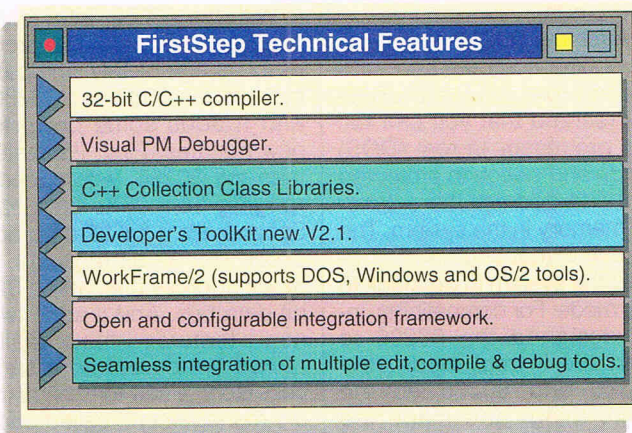 FirstStep Technical Features
32-bit C/C++ compiler.
Visual PM Debugger.
C++ Collection Class Libraries.
Developer's ToolKit new V2.1.
WorkFrame/2 (supports DOS, Windows and OS/2 tools).
Open and configurable integration framework.
Seamless integration of multiple edit,compile & debug tools.